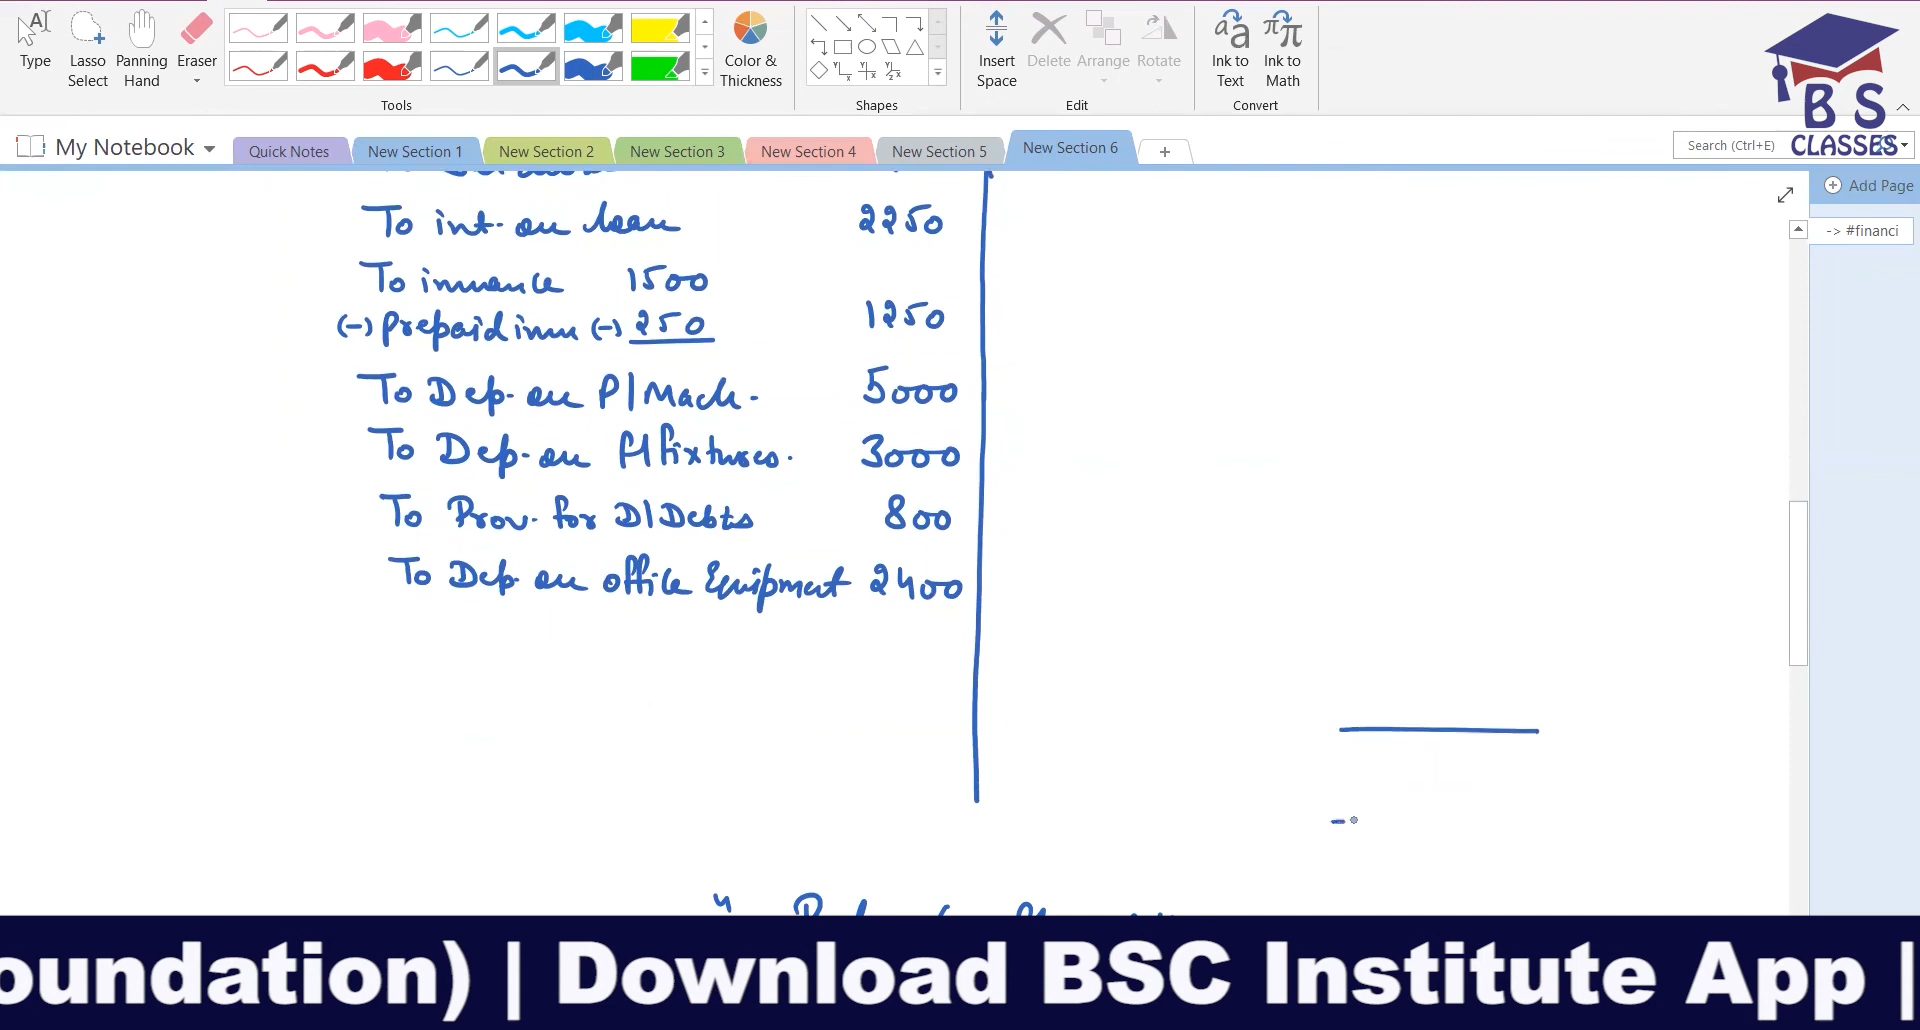 Type
Lasso Select
Panning Hand
Eraser
Color & Thickness
Insert Space
Delete
Arrange
Rotate
Ink to Text
Ink to Math
Tools
Shapes
Edit
Convert
BS
CLASSES
My Notebook
Quick Notes
New Section 1
New Section 2
New Section 3
New Section 4
New Section 5
New Section 6
Search (Ctrl+E)
Add Page
-> #financi
To int. on loan 2250
To insurance 1500
(-) Prepaid insu (-) 250 1250
To Dep. on P/Mach. 5000
To Dep. on f/fixtures. 3000
To Prov. for D/Debts 800
To Dep. on office Equipment 2400
oundation) | Download BSC Institute App |